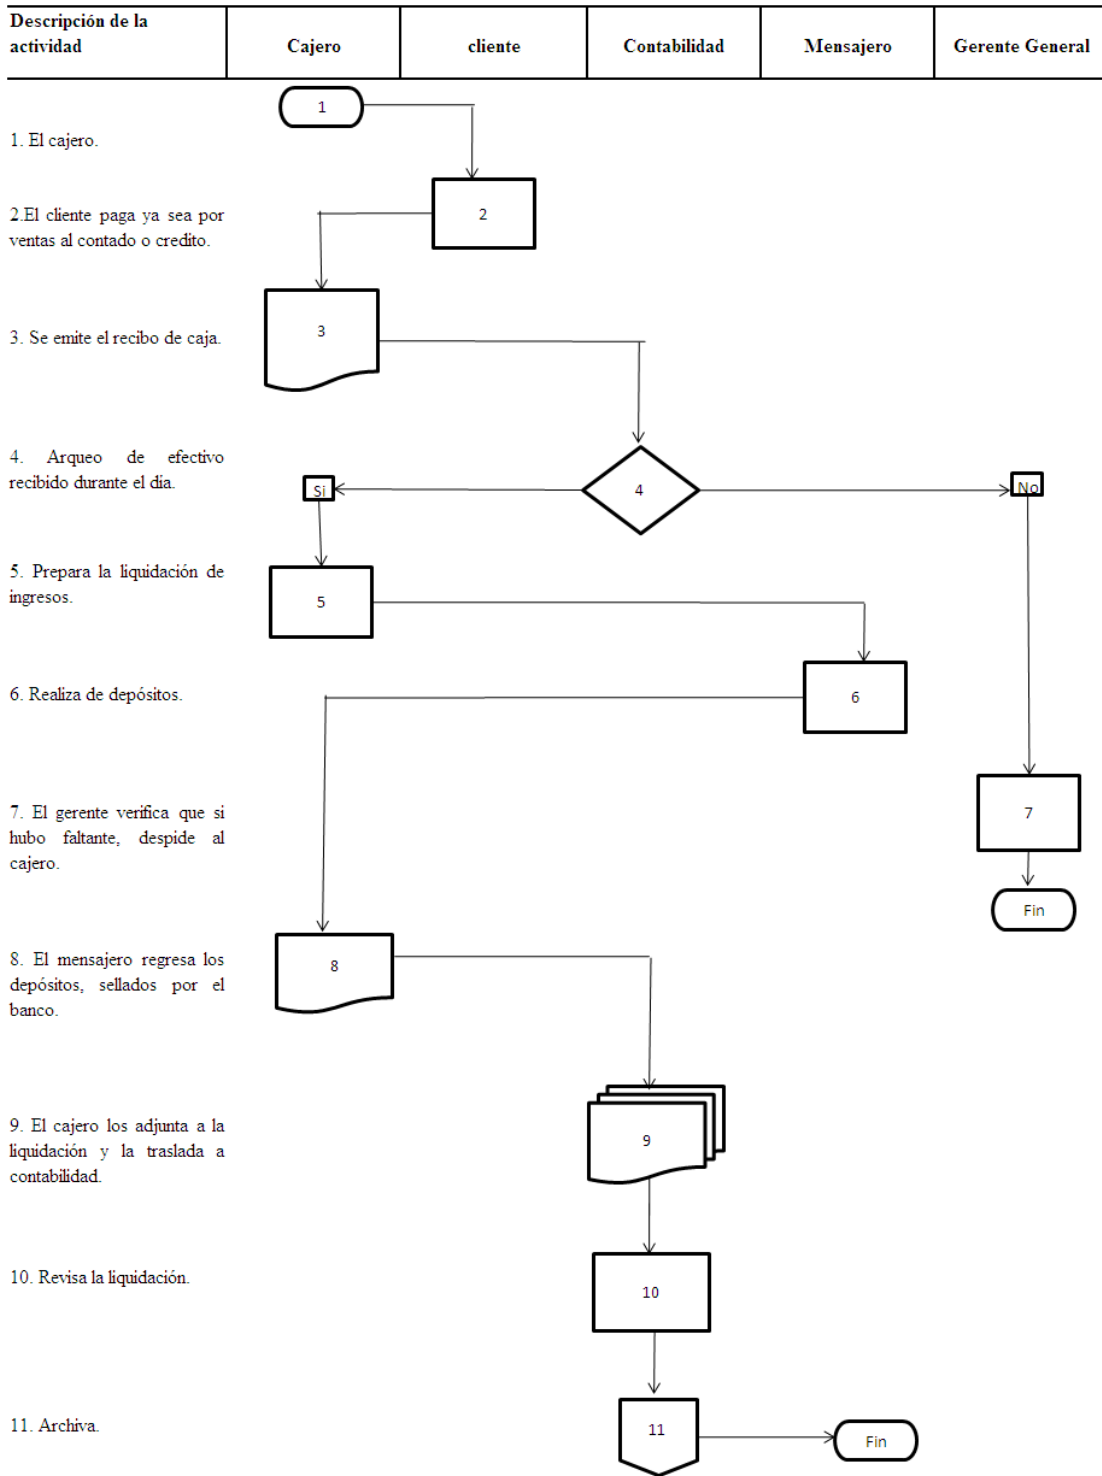 Descripción de la
actividad
Cajero
cliente
Contabilidad
Mensajero
Gerente General
1
1. El cajero.
2.El cliente paga ya sea por
ventas al contado o credito.
2
3. Se emite el recibo de caja.
3
4. Arqueo de efectivo
recibido durante el día.
Si
4
No
5. Prepara la liquidación de
ingresos.
5
6. Realiza de depósitos.
6
7. El gerente verifica que si
hubo faltante, despide al
cajero.
7
Fin
8. El mensajero regresa los
depósitos, sellados por el
banco.
8
9. El cajero los adjunta a la
liquidación y la traslada a
contabilidad.
9
10. Revisa la liquidación.
10
11. Archiva.
11
Fin